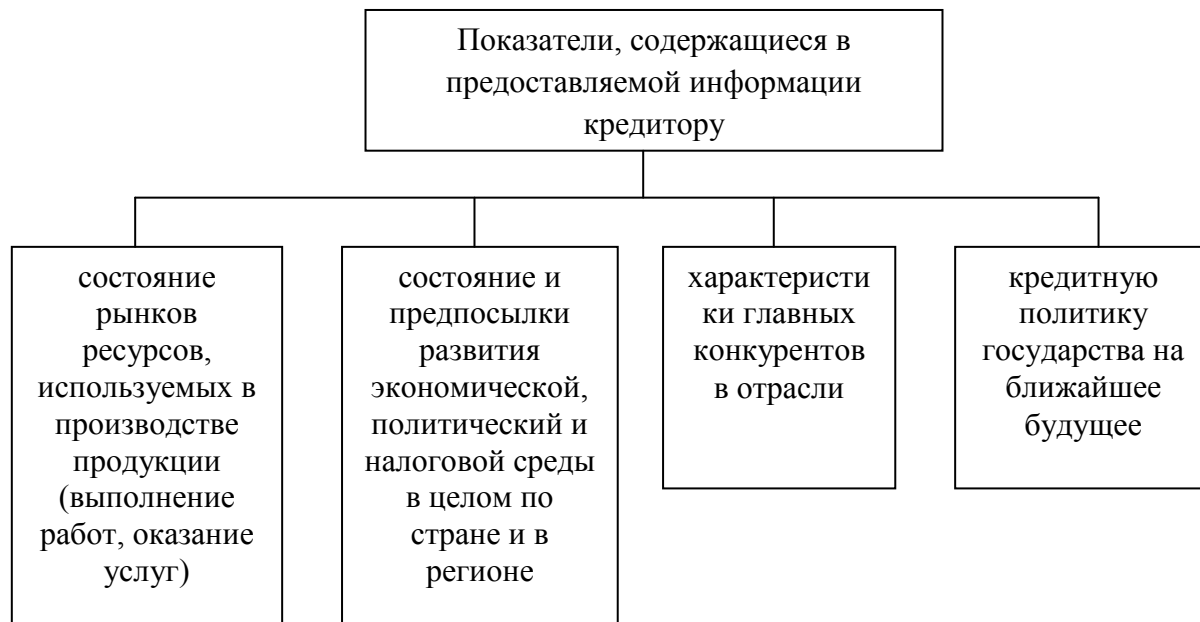 Показатели, содержащиеся в
предоставляемой информации
кредитору
состояние
рынков
ресурсов,
используемых в
производстве
продукции
(выполнение
работ, оказание
услуг)
состояние и
предпосылки
развития
экономической,
политический и
налоговой среды
в целом по
стране и в
регионе
характеристи
ки главных
конкурентов
в отрасли
кредитную
политику
государства на
ближайшее
будущее